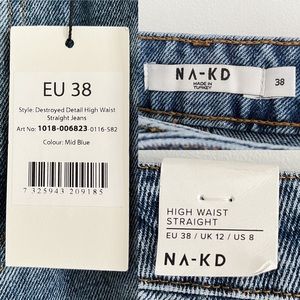 EU 38
Style: Destroyed Detail High Waist
Straight Jeans
Art No: 1018-006823-0116-582
Colour: Mid Blue
7 325943 209185
NA-KD
MADE IN
TURKEY
38
HIGH WAIST
STRAIGHT
EU 38 / UK 12 / US 8
NA-KD